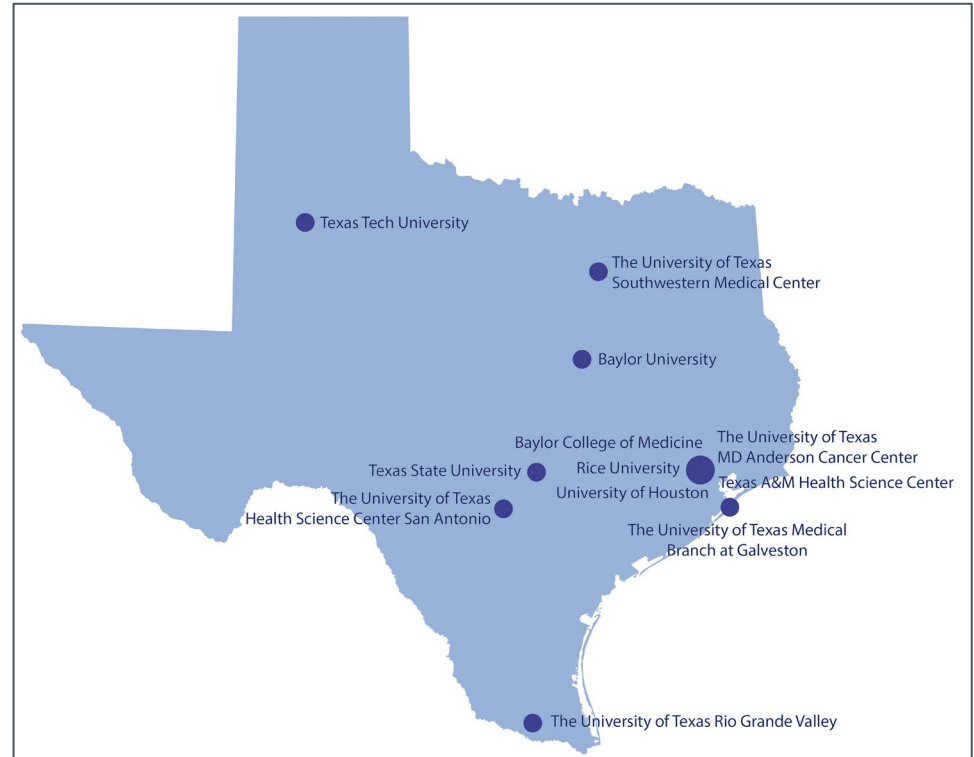 Texas Tech University
The University of Texas
Southwestern Medical Center
Baylor University
Baylor College of Medicine
Rice University
University of Houston
The University of Texas
MD Anderson Cancer Center
Texas A&M Health Science Center
Texas State University
The University of Texas
Health Science Center San Antonio
The University of Texas Medical
Branch at Galveston
The University of Texas Rio Grande Valley